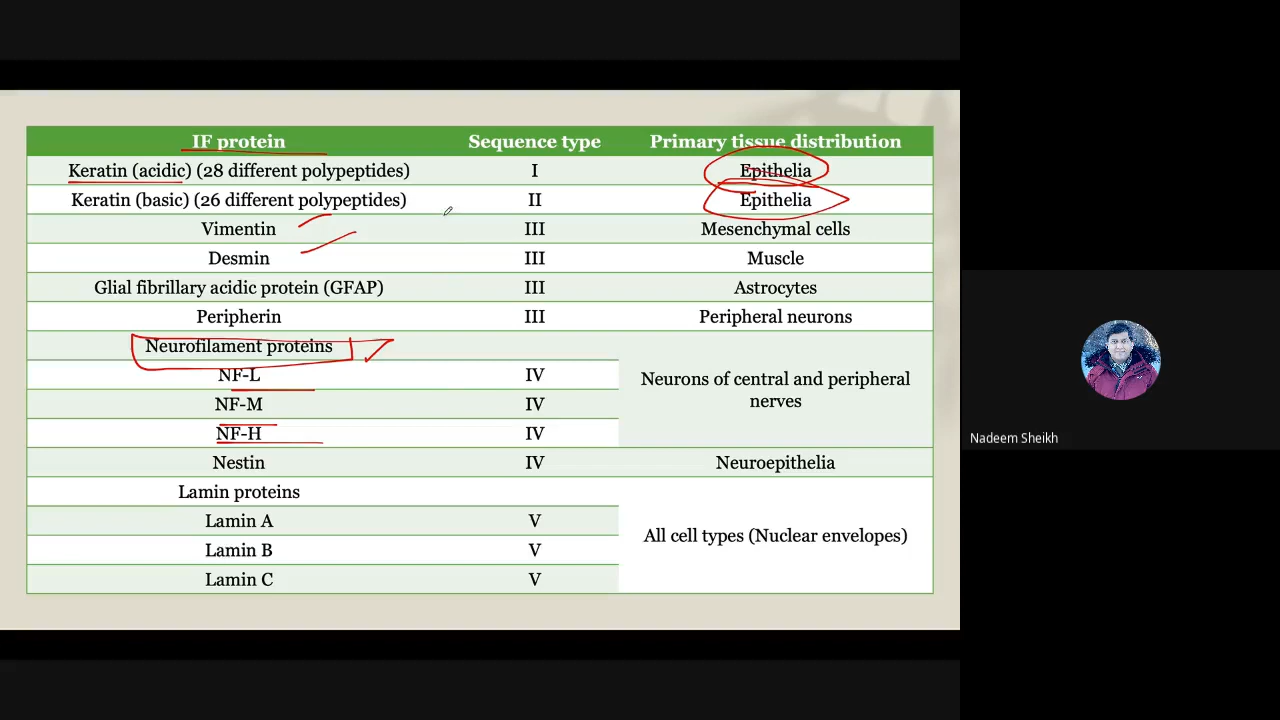 IF protein Sequence type Primary tissue distribution
Keratin (acidic) (28 different polypeptides) I Epithelia
Keratin (basic) (26 different polypeptides) II Epithelia
Vimentin III Mesenchymal cells
Desmin III Muscle
Glial fibrillary acidic protein (GFAP) III Astrocytes
Peripherin III Peripheral neurons
Neurofilament proteins
NF-L IV
Neurons of central and peripheral
nerves
NF-M IV
NF-H IV
Nestin IV Neuroepithelia
Lamin proteins
Lamin A V
All cell types (Nuclear envelopes)
Lamin B V
Lamin C V
Nadeem Sheikh